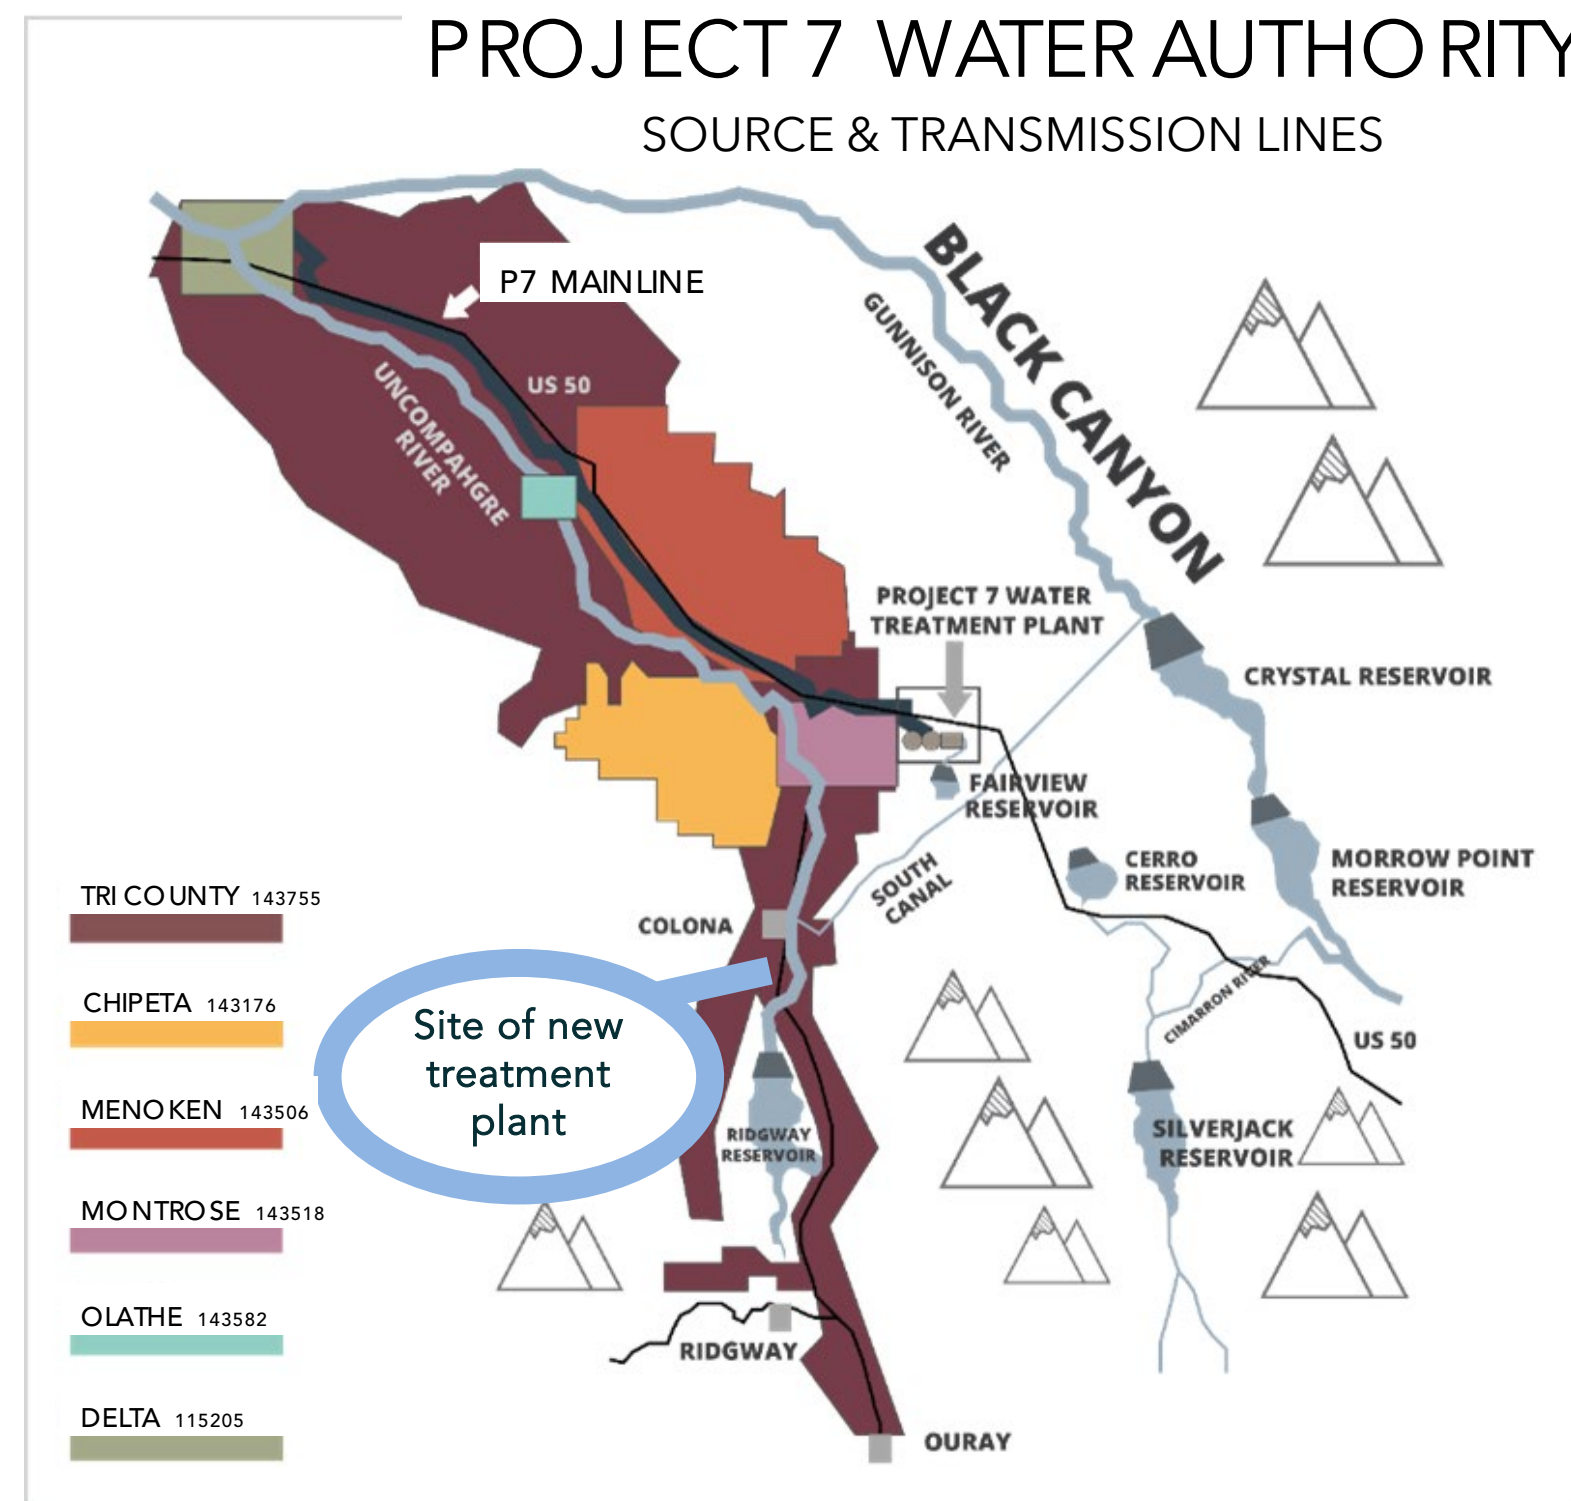 PROJECT 7 WATER AUTHORITY
SOURCE & TRANSMISSION LINES
P7 MAINLINE
BLACK CANYON
GUNNISON RIVER
US 50
UNCOMPAHGRE
RIVER
PROJECT 7 WATER
TREATMENT PLANT
CRYSTAL RESERVOIR
FAIRVIEW
RESERVOIR
CERRO
RESERVOIR
MORROW POINT
RESERVOIR
SOUTH
CANAL
COLONA
CIMARRON RIVER
US 50
Site of new
treatment
plant
RIDGWAY
RESERVOIR
SILVERJACK
RESERVOIR
RIDGWAY
OURAY
TRI COUNTY 143755
CHIPETA 143176
MENOKEN 143506
MONTROSE 143518
OLATHE 143582
DELTA 115205